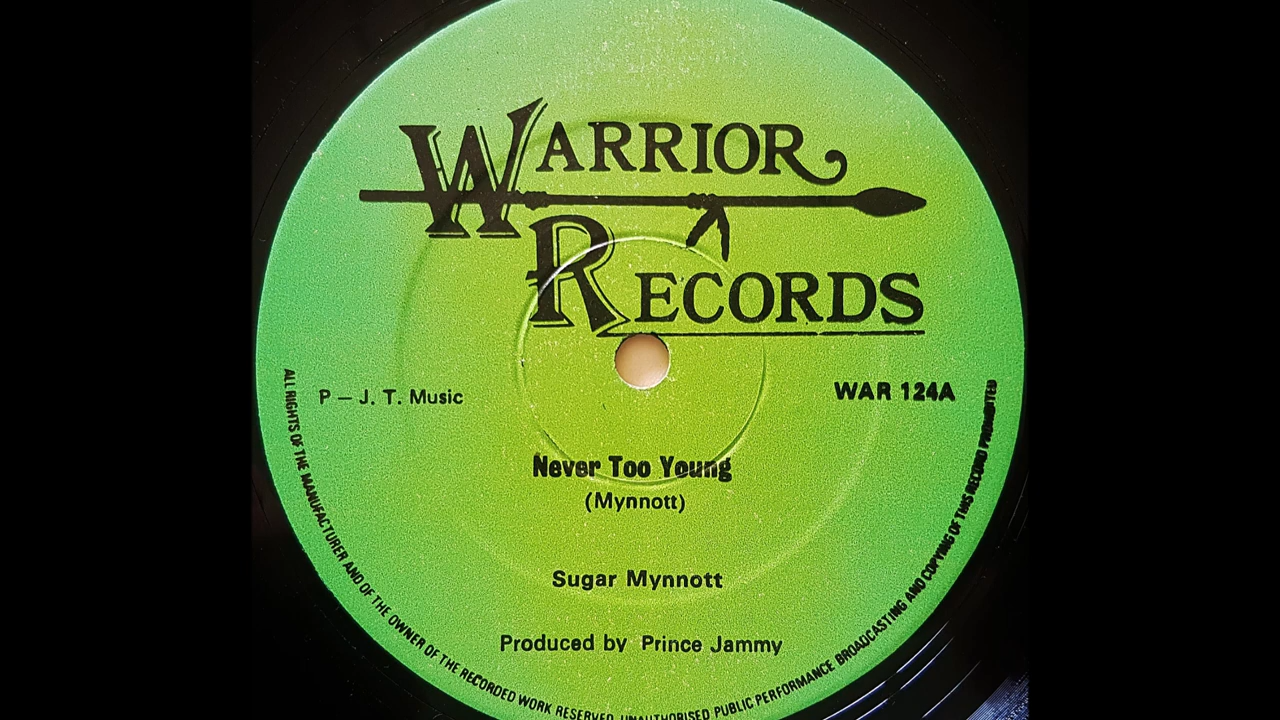 WARRIOR
RECORDS
P – J. T. Music
WAR 124A
Never Too Young
(Mynnott)
Sugar Mynnott
Produced by Prince Jammy
ALL RIGHTS OF THE MANUFACTURER AND OF THE OWNER OF THE RECORDED WORK RESERVED. UNAUTHORISED PUBLIC PERFORMANCE BROADCASTING AND COPYING OF THIS RECORD PROHIBITED